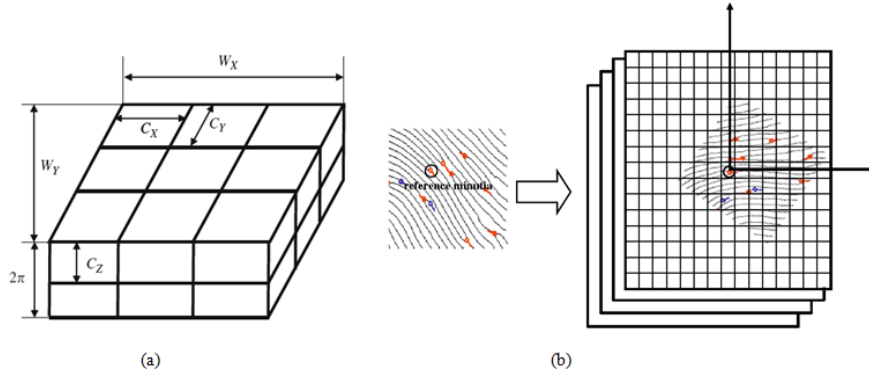 W_X
C_X
C_Y
W_Y
C_Z
2π
reference minutia
(a)
(b)